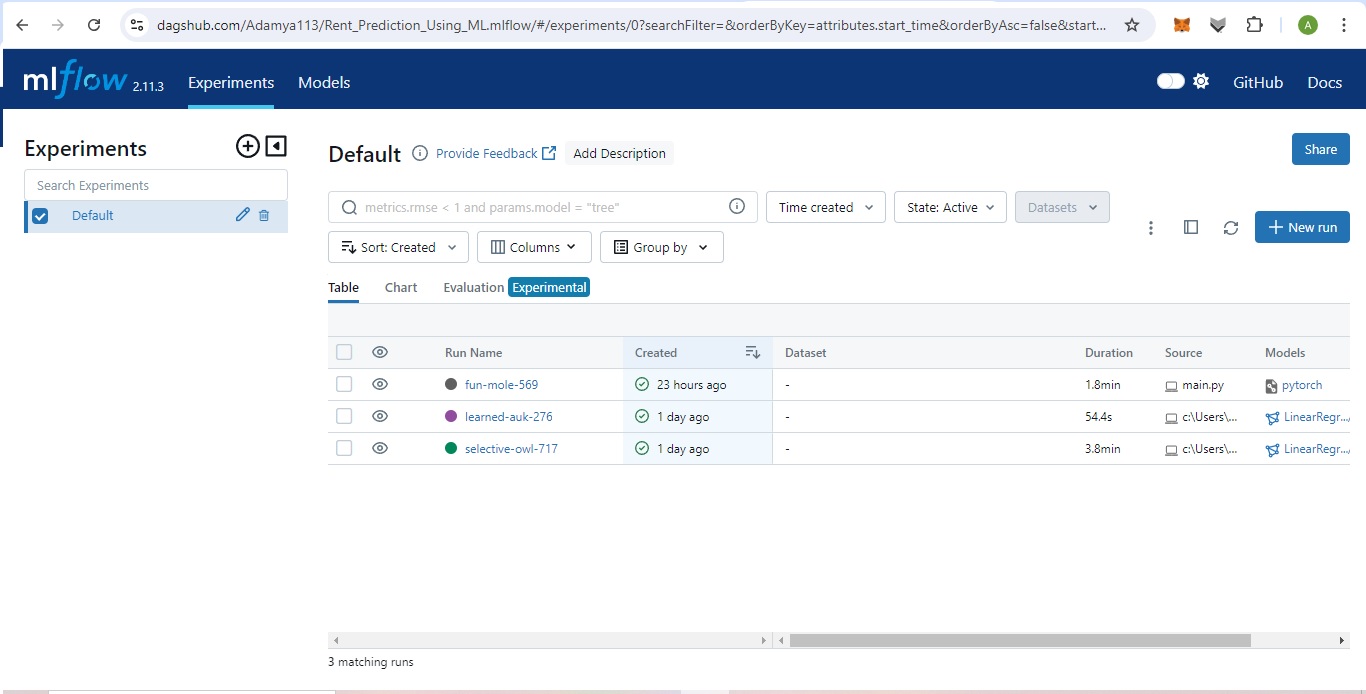 dagshub.com/Adamya113/Rent_Prediction_Using_ML.mlflow/#/experiments/0?searchFilter=&orderByKey=attributes.start_time&orderByAsc=false&start... A
mlflow 2.11.3 Experiments Models GitHub Docs
Experiments
Search Experiments
Default
Default Provide Feedback Add Description Share
metrics.rmse < 1 and params.model = "tree" Time created State: Active Datasets
Sort: Created Columns Group by
New run
Table Chart Evaluation Experimental
Run Name Created Dataset Duration Source Models
fun-mole-569 23 hours ago - 1.8min main.py pytorch
learned-auk-276 1 day ago - 54.4s c:\Users\... LinearRegr.../
selective-owl-717 1 day ago - 3.8min c:\Users\... LinearRegr.../
3 matching runs